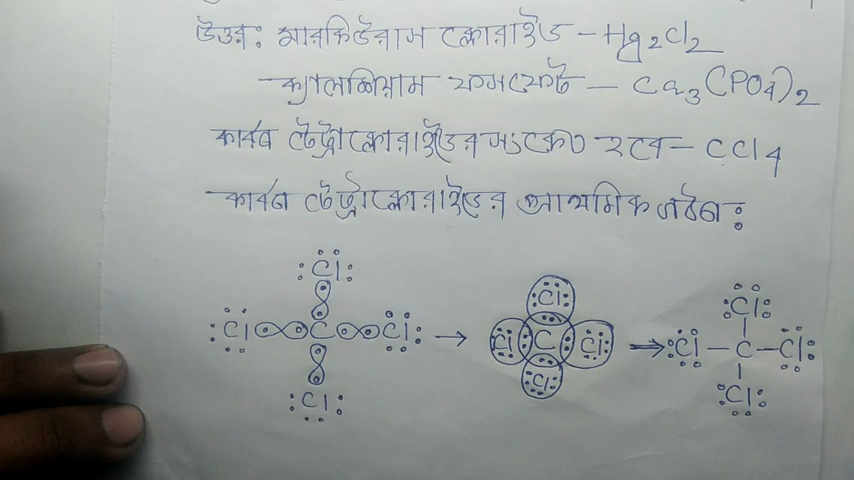 উত্তর: মারকিউরাস ক্লোরাইড – Hg2Cl2
ক্যালশিয়াম ফসফেট – Ca3(PO4)2
কার্বন টেট্রাক্লোরাইডের সংকেত হবে – CCl4
কার্বন টেট্রাক্লোরাইডের আণবিক গঠন:
Cl
Cl C Cl
Cl
Cl
Cl C Cl
Cl
Cl
Cl – C – Cl
Cl